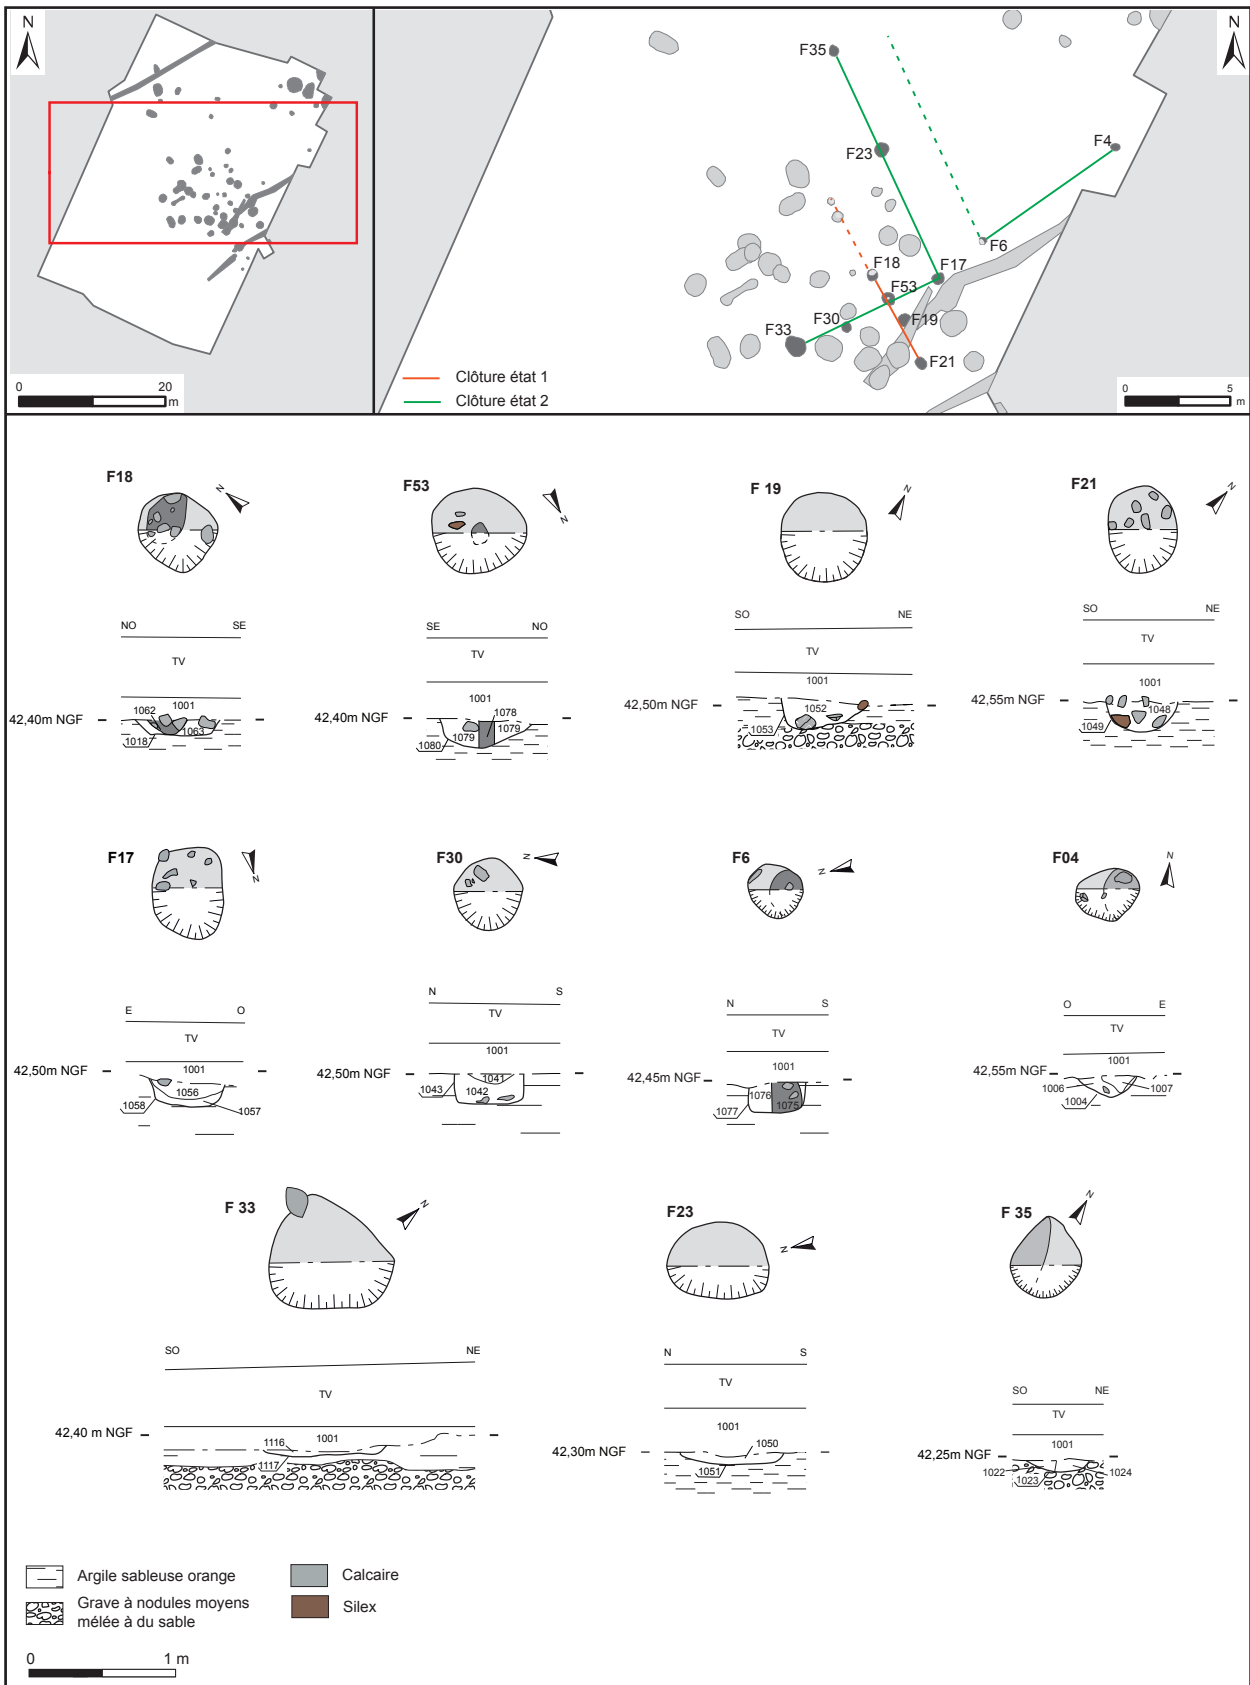 N
0 20
m
N
F35
F23
F4
F6
F18
F17
F53
F30
F19
F33
F21
Clôture état 1
Clôture état 2
0 5
m
F18
N
F53
N
F 19
N
F21
N
NO SE
TV
1001
1062
42,40m NGF
1063
1018
SE NO
TV
1001
1078
42,40m NGF
1079 1079
1080
SO NE
TV
1001
42,50m NGF
1052
1053
SO NE
TV
1001
42,55m NGF
1048
1049
F17
N
F30
N
F6
N
F04
N
E O
TV
1001
42,50m NGF
1056
1058
1057
N S
TV
1001
42,50m NGF
1041
1043
1042
N S
TV
1001
42,45m NGF
1076
1075
1077
O E
TV
1001
42,55m NGF
1006
1007
1004
F 33
N
F23
N
F 35
N
SO NE
TV
42,40 m NGF
1116
1001
1117
N S
TV
1001
42,30m NGF
1050
1051
SO NE
TV
1001
42,25m NGF
1022
1023
1024
Argile sableuse orange
Grave à nodules moyens
mélée à du sable
Calcaire
Silex
0 1 m